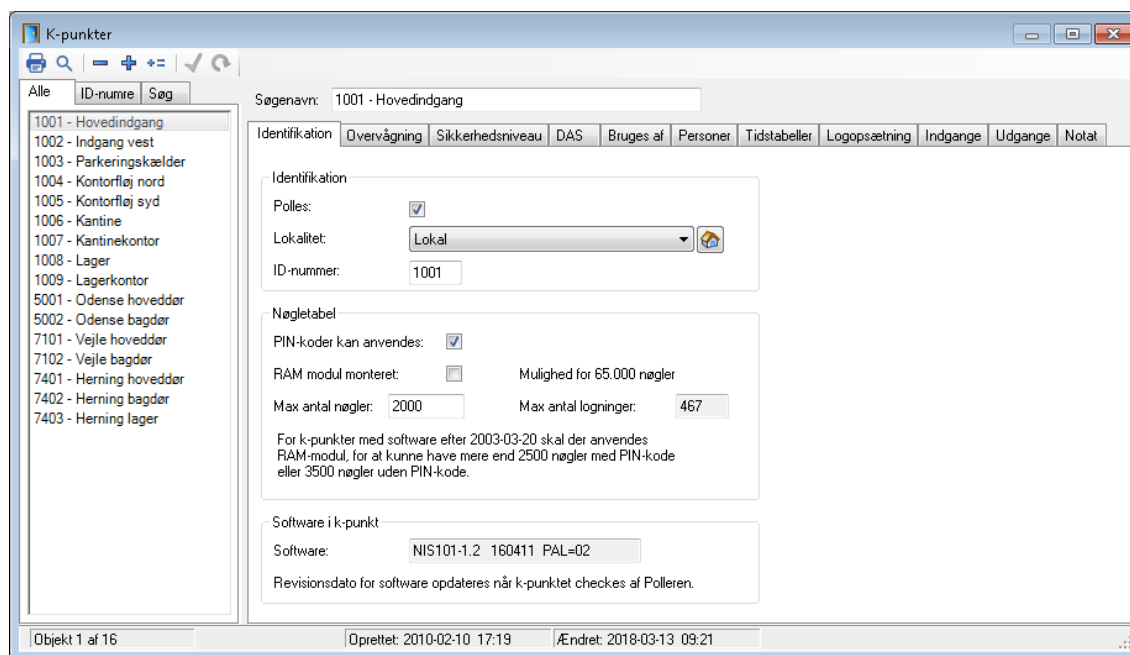 K-punkter
Alle ID-numre Søg
1001 - Hovedindgang
1002 - Indgang vest
1003 - Parkeringskælder
1004 - Kontorfløj nord
1005 - Kontorfløj syd
1006 - Kantine
1007 - Kantinekontor
1008 - Lager
1009 - Lagerkontor
5001 - Odense hoveddør
5002 - Odense bagdør
7101 - Vejle hoveddør
7102 - Vejle bagdør
7401 - Herning hoveddør
7402 - Herning bagdør
7403 - Herning lager
Søgenavn: 1001 - Hovedindgang
Identifikation Overvågning Sikkerhedsniveau DAS Bruges af Personer Tidstabeller Logopsætning Indgange Udgange Notat
Identifikation
Polles:
Lokalitet: Lokal
ID-nummer: 1001
Nøgletabel
PIN-koder kan anvendes:
RAM modul monteret: Mulighed for 65.000 nøgler
Max antal nøgler: 2000 Max antal logninger: 467
For k-punkter med software efter 2003-03-20 skal der anvendes
RAM-modul, for at kunne have mere end 2500 nøgler med PIN-kode
eller 3500 nøgler uden PIN-kode.
Software i k-punkt
Software: NIS101-1.2 160411 PAL=02
Revisionsdato for software opdateres når k-punktet checkes af Polleren.
Objekt 1 af 16 Oprettet: 2010-02-10 17:19 Ændret: 2018-03-13 09:21